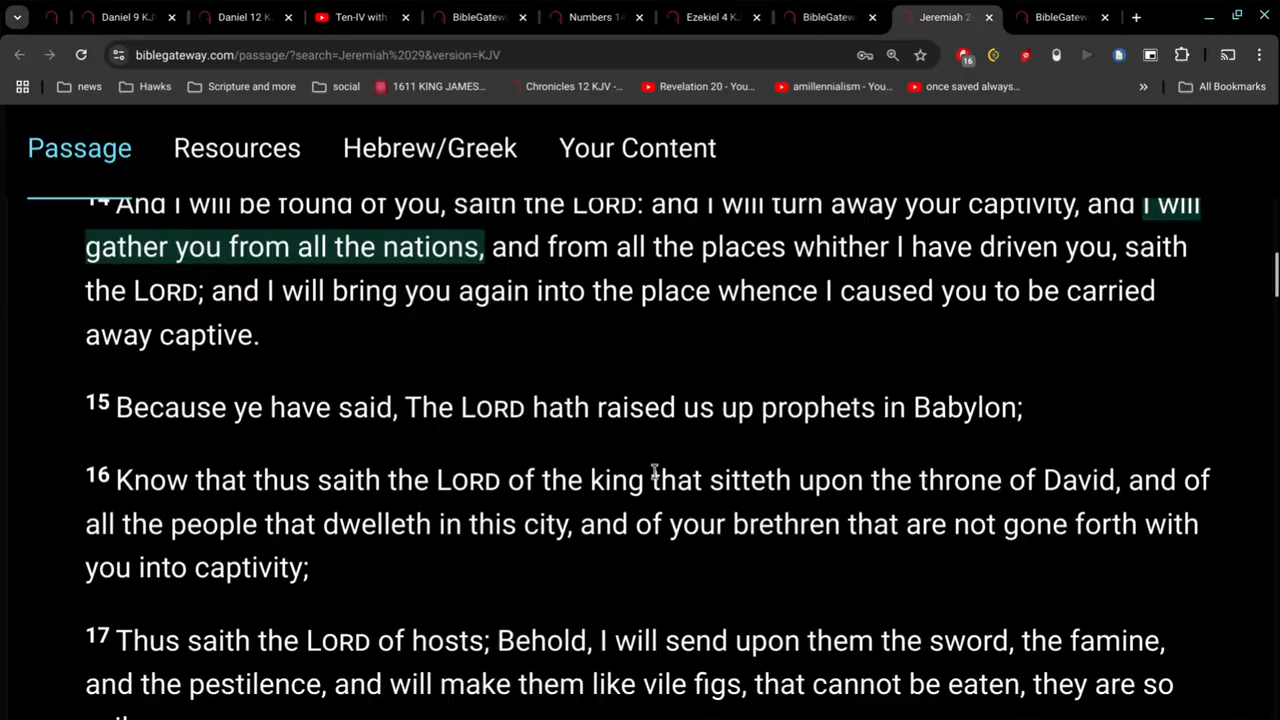 Daniel 9 KJ
Daniel 12 K
Ten-IV with
BibleGatew
Numbers 14
Ezekiel 4 K
BibleGatew
Jeremiah 2
BibleGatew
biblegateway.com/passage/?search=Jeremiah%2029&version=KJV
16
news
Hawks
Scripture and more
social
1611 KING JAMES...
Chronicles 12 KJV -...
Revelation 20 - You...
amillennialism - You...
once saved always...
All Bookmarks
Passage
Resources
Hebrew/Greek
Your Content
14 And I will be found of you, saith the LORD: and I will turn away your captivity, and I will
gather you from all the nations, and from all the places whither I have driven you, saith
the LORD; and I will bring you again into the place whence I caused you to be carried
away captive.
15 Because ye have said, The LORD hath raised us up prophets in Babylon;
16 Know that thus saith the LORD of the king that sitteth upon the throne of David, and of
all the people that dwelleth in this city, and of your brethren that are not gone forth with
you into captivity;
17 Thus saith the LORD of hosts; Behold, I will send upon them the sword, the famine,
and the pestilence, and will make them like vile figs, that cannot be eaten, they are so